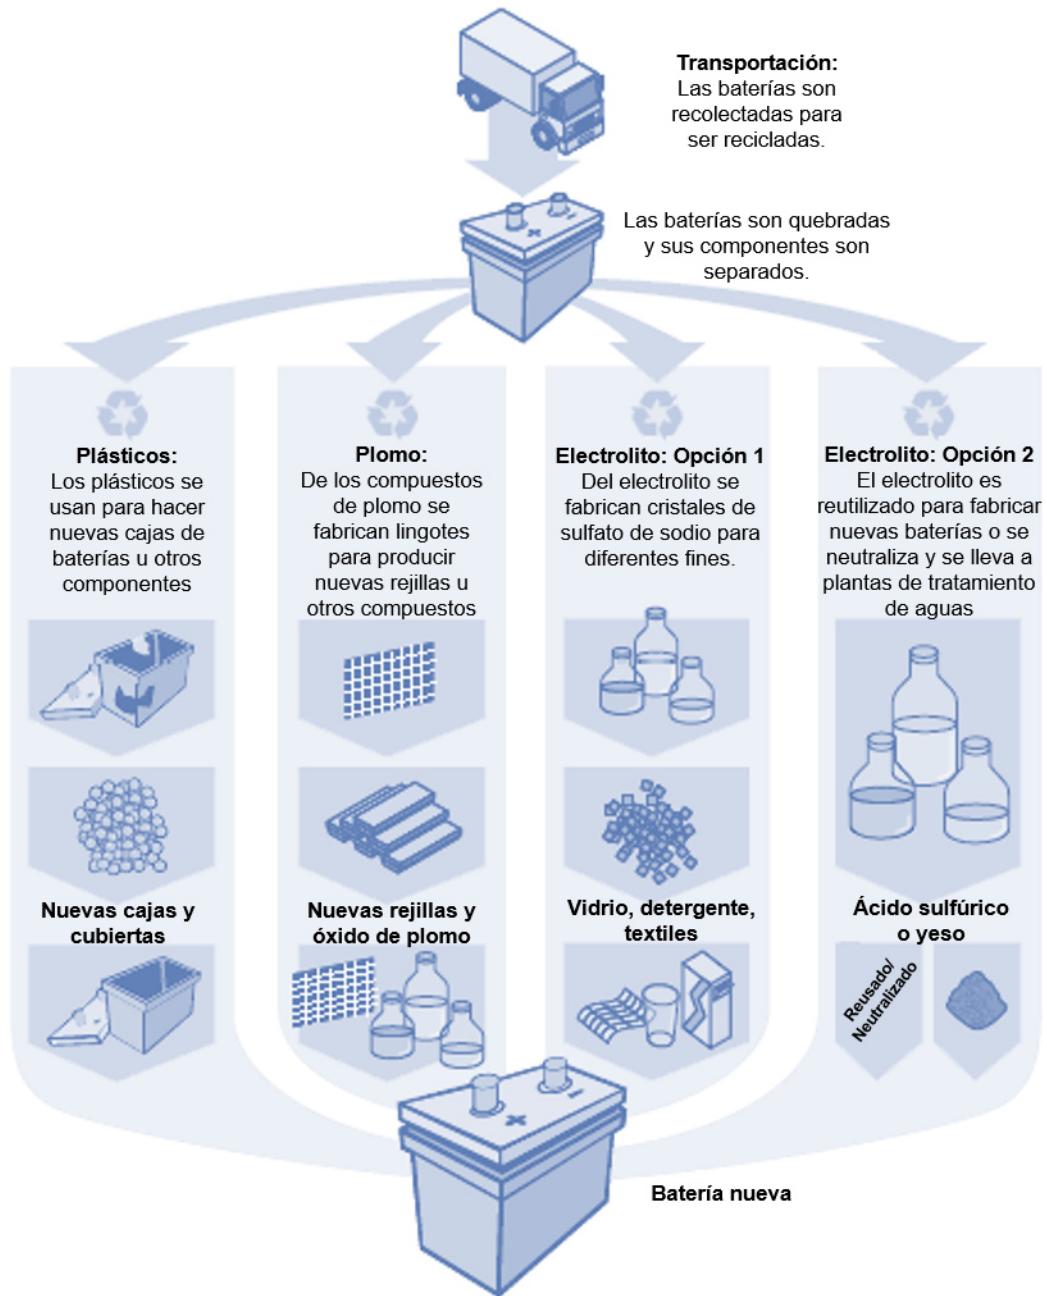 Transportación:
Las baterías son
recolectadas para
ser recicladas.
Las baterías son quebradas
y sus componentes son
separados.
Plásticos:
Los plásticos se
usan para hacer
nuevas cajas de
baterías u otros
componentes
Nuevas cajas y
cubiertas
Plomo:
De los compuestos
de plomo se
fabrican lingotes
para producir
nuevas rejillas u
otros compuestos
Nuevas rejillas y
óxido de plomo
Electrolito: Opción 1
Del electrolito se
fabrican cristales de
sulfato de sodio para
diferentes fines.
Vidrio, detergente,
textiles
Electrolito: Opción 2
El electrolito es
reutilizado para fabricar
nuevas baterías o se
neutraliza y se lleva a
plantas de tratamiento
de aguas
Ácido sulfúrico
o yeso
Reusado/
Neutralizado
Batería nueva